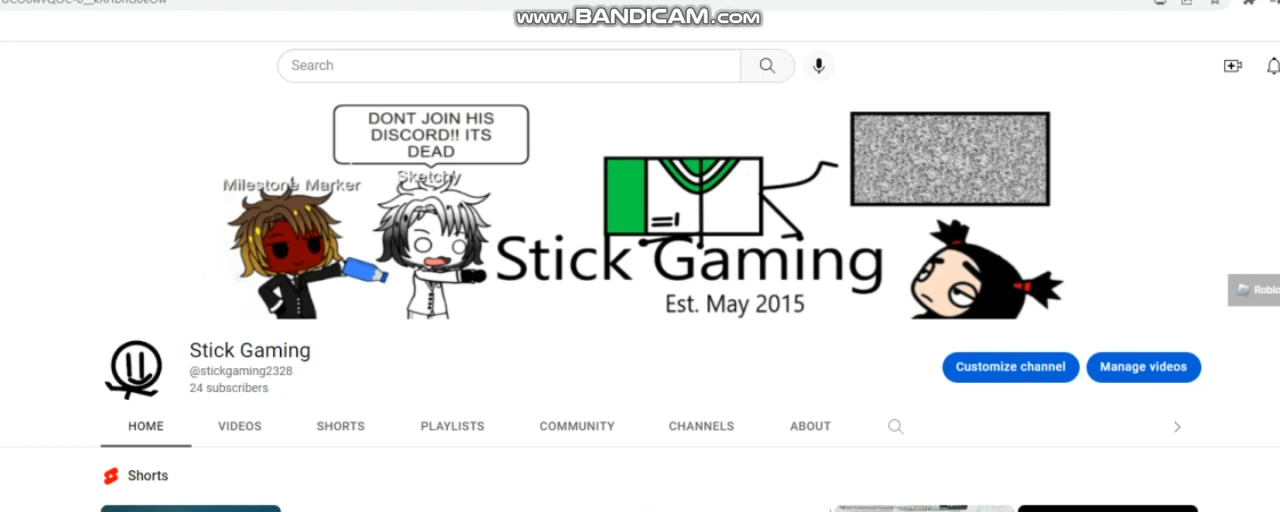 www.BANDICAM.com
Search
DONT JOIN HIS
DISCORD!! ITS
DEAD
Milestone Marker
Sketchy
Stick Gaming
Est. May 2015
Stick Gaming
@stickgaming2328
24 subscribers
Customize channel
Manage videos
HOME
VIDEOS
SHORTS
PLAYLISTS
COMMUNITY
CHANNELS
ABOUT
Shorts